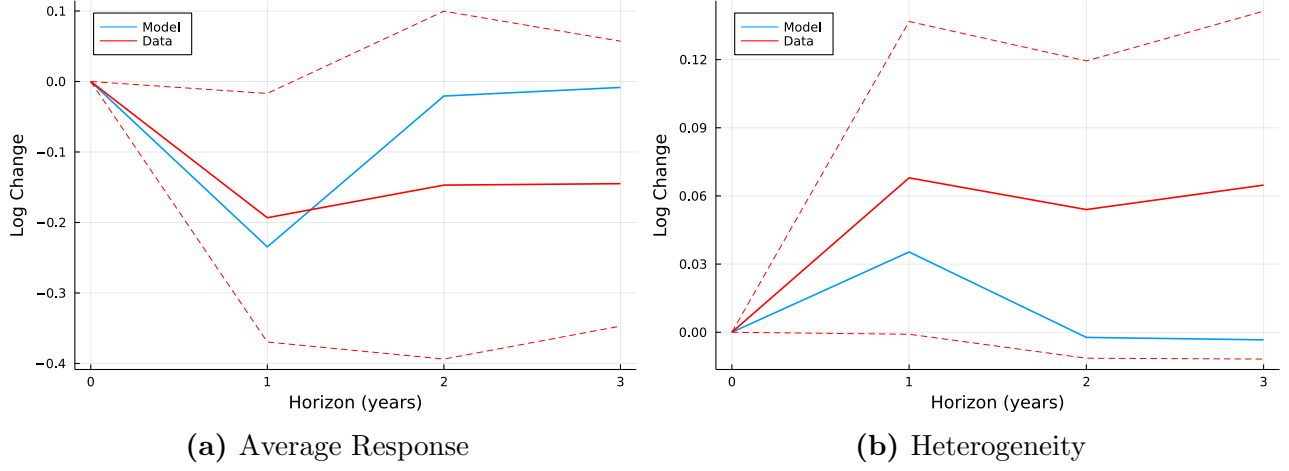 0.1
0.0
−0.1
−0.2
−0.3
−0.4
Log Change
Model
Data
0 1 2 3
Horizon (years)
(a) Average Response
0.12
0.09
0.06
0.03
0.00
Log Change
Model
Data
0 1 2 3
Horizon (years)
(b) Heterogeneity